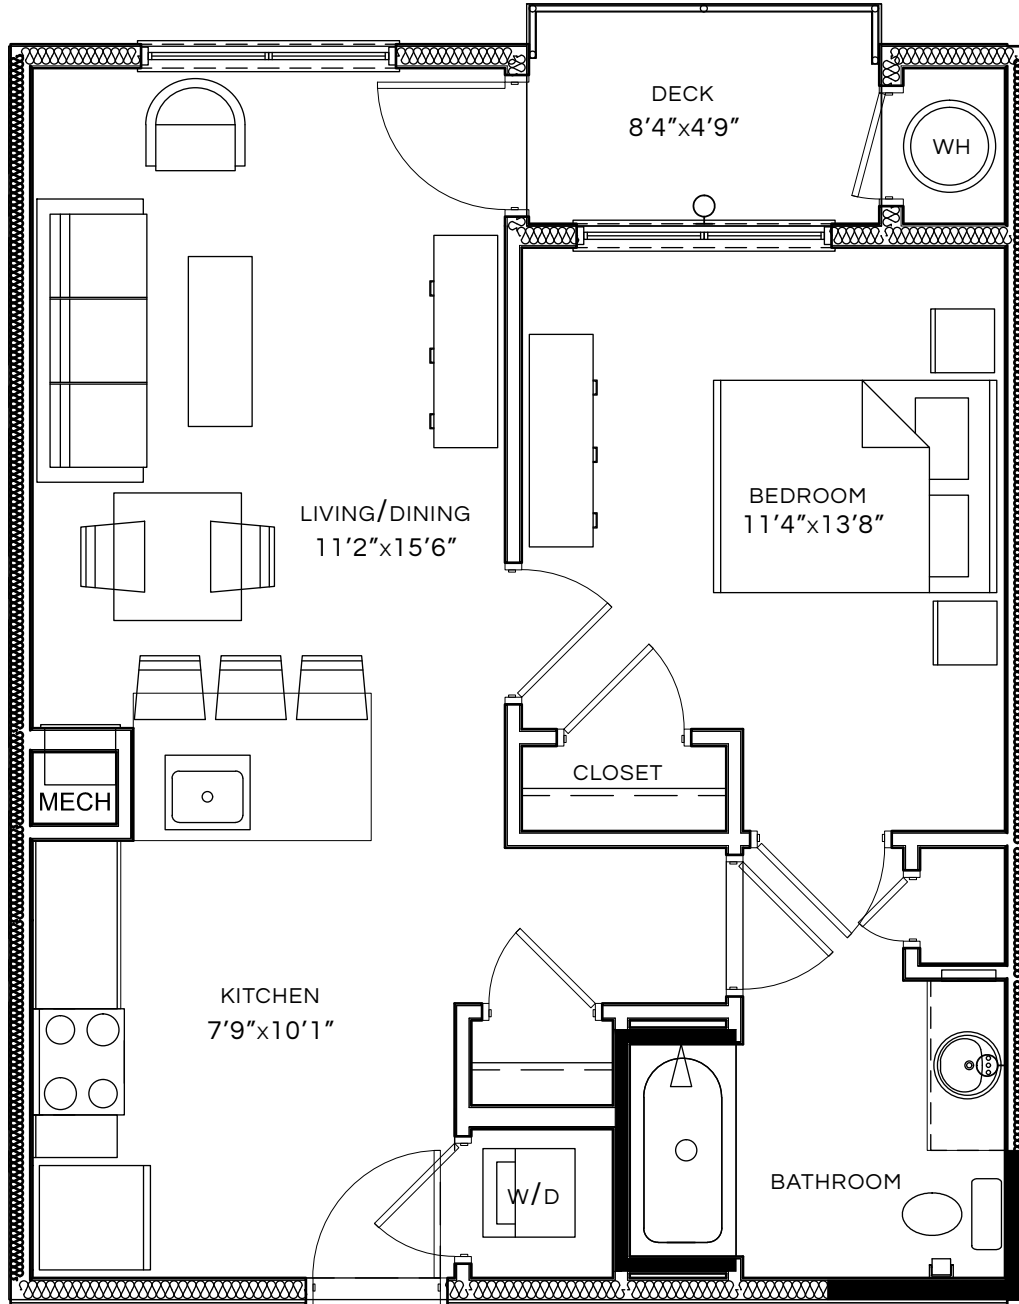 DECK
8'4"x4'9"
WH
LIVING/DINING
11'2"x15'6"
BEDROOM
11'4"x13'8"
CLOSET
MECH
KITCHEN
7'9"x10'1"
W/D
BATHROOM